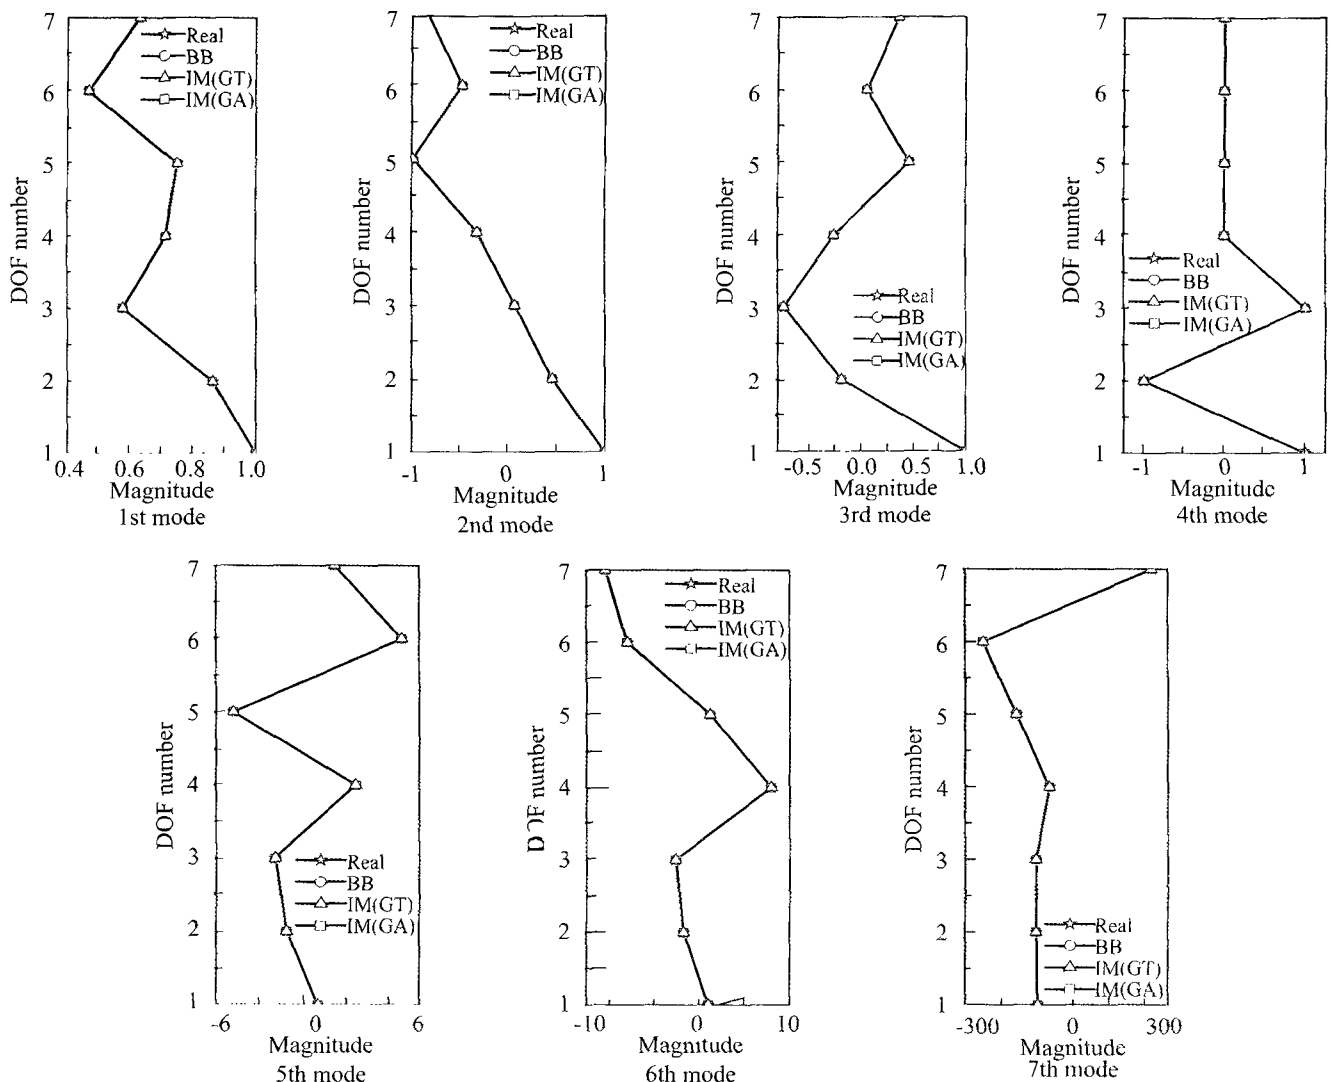 7
6
5
4
3
2
1
DOF number
Real
BB
IM(GT)
IM(GA)
0.4 0.6 0.8 1.0
Magnitude
1st mode
7
6
5
4
3
2
1
DOF number
Real
BB
IM(GT)
IM(GA)
-1 0 1
Magnitude
2nd mode
7
6
5
4
3
2
1
DOF number
Real
BB
IM(GT)
IM(GA)
-0.5 0.0 0.4 1.0
Magnitude
3rd mode
7
6
5
4
3
2
1
DOF number
Real
BB
IM(GT)
IM(GA)
-1 0 1
Magnitude
4th mode
7
6
5
4
3
2
1
DOF number
Real
BB
IM(GT)
IM(GA)
-6 0 6
Magnitude
5th mode
7
6
5
4
3
2
1
DOF number
Real
BB
IM(GT)
IM(GA)
-10 0 10
Magnitude
6th mode
7
6
5
4
3
2
1
DOF number
Real
BB
IM(GT)
IM(GA)
-300 0 300
Magnitude
7th mode